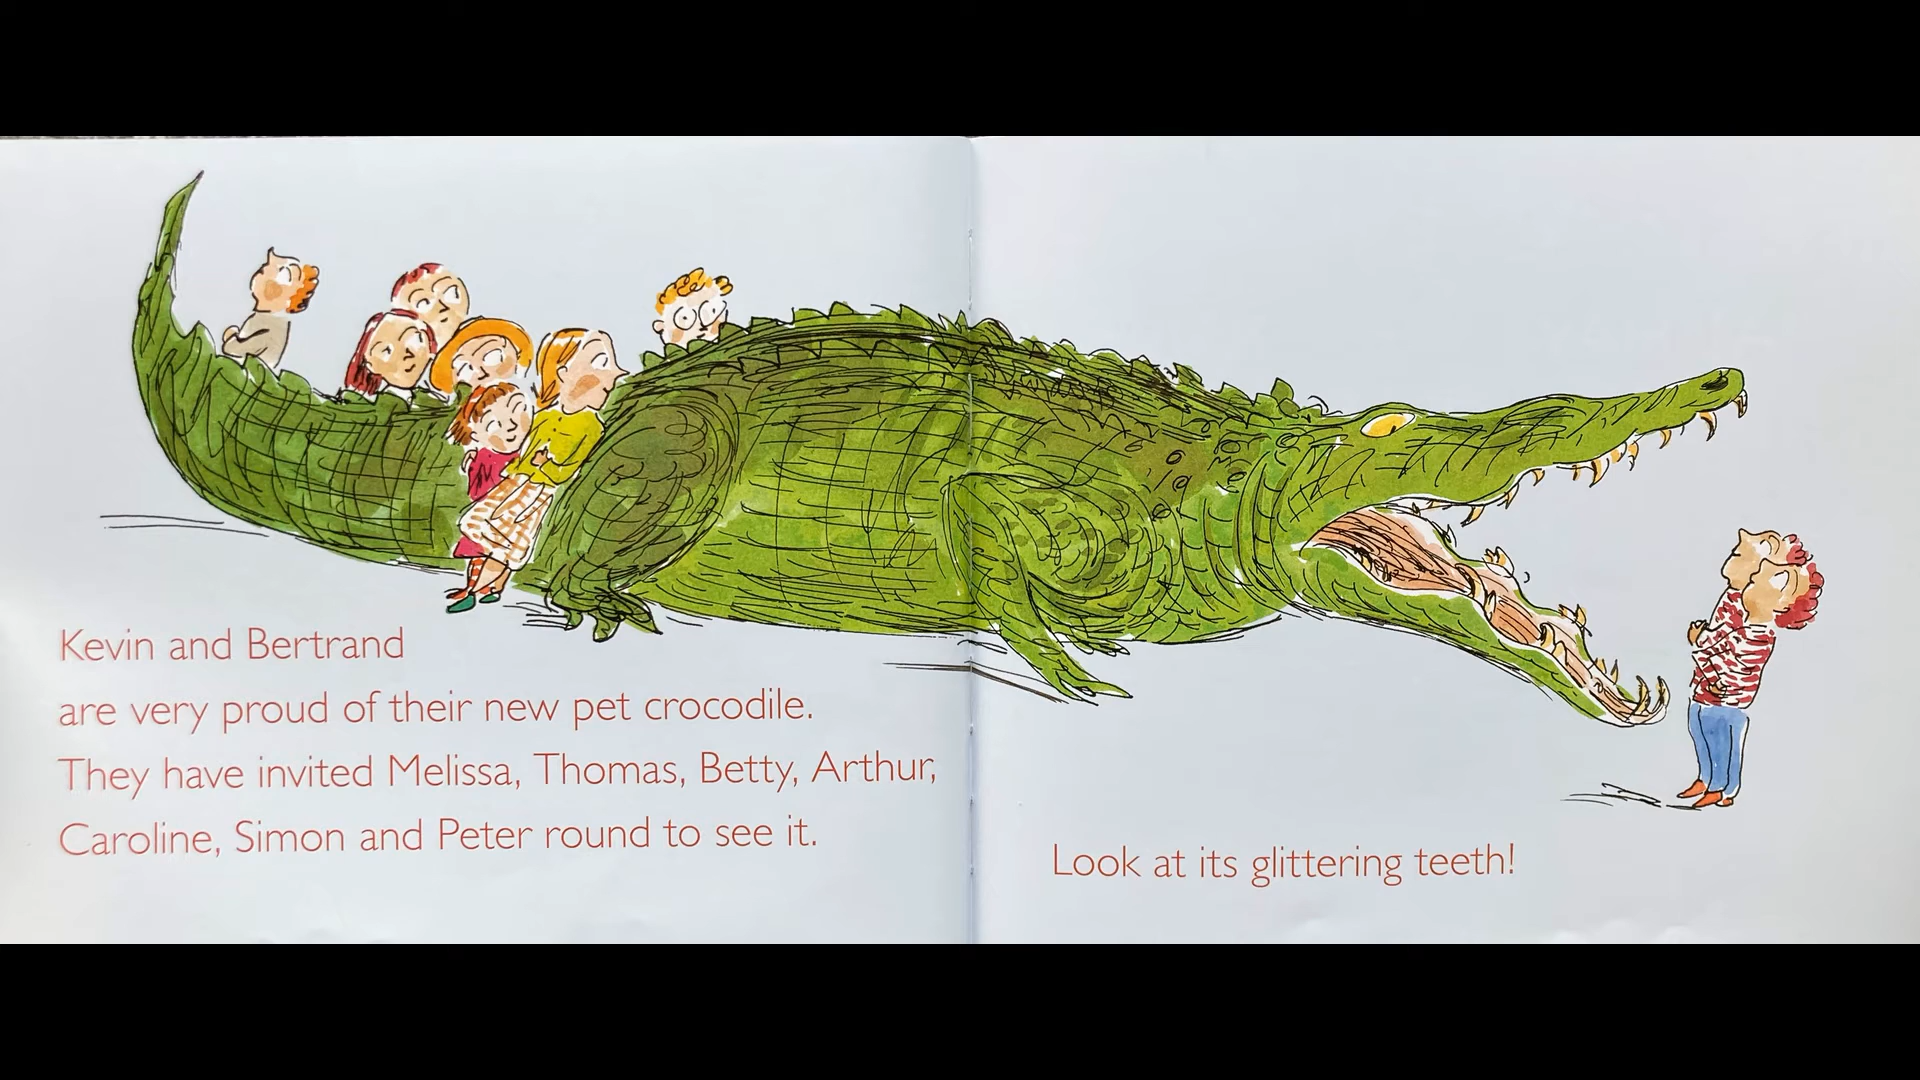 Kevin and Bertrand
are very proud of their new pet crocodile.
They have invited Melissa, Thomas, Betty, Arthur,
Caroline, Simon and Peter round to see it.
Look at its glittering teeth!